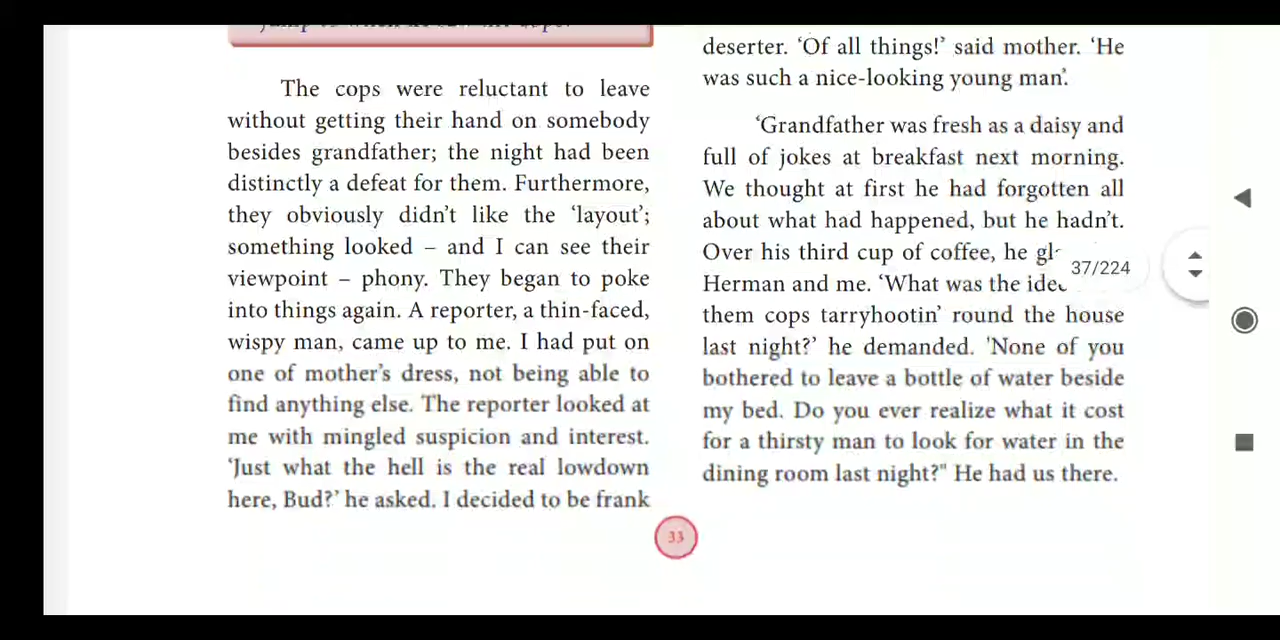 The cops were reluctant to leave
without getting their hand on somebody
besides grandfather; the night had been
distinctly a defeat for them. Furthermore,
they obviously didn't like the 'layout';
something looked – and I can see their
viewpoint – phony. They began to poke
into things again. A reporter, a thin-faced,
wispy man, came up to me. I had put on
one of mother's dress, not being able to
find anything else. The reporter looked at
me with mingled suspicion and interest.
'Just what the hell is the real lowdown
here, Bud?' he asked. I decided to be frank
deserter. 'Of all things!' said mother. 'He
was such a nice-looking young man'.
'Grandfather was fresh as a daisy and
full of jokes at breakfast next morning.
We thought at first he had forgotten all
about what had happened, but he hadn't.
Over his third cup of coffee, he
Herman and me. 'What was the
them cops tarryhootin' round the house
last night?' he demanded. 'None of you
bothered to leave a bottle of water beside
my bed. Do you ever realize what it cost
for a thirsty man to look for water in the
dining room last night?" He had us there.
37/224
33